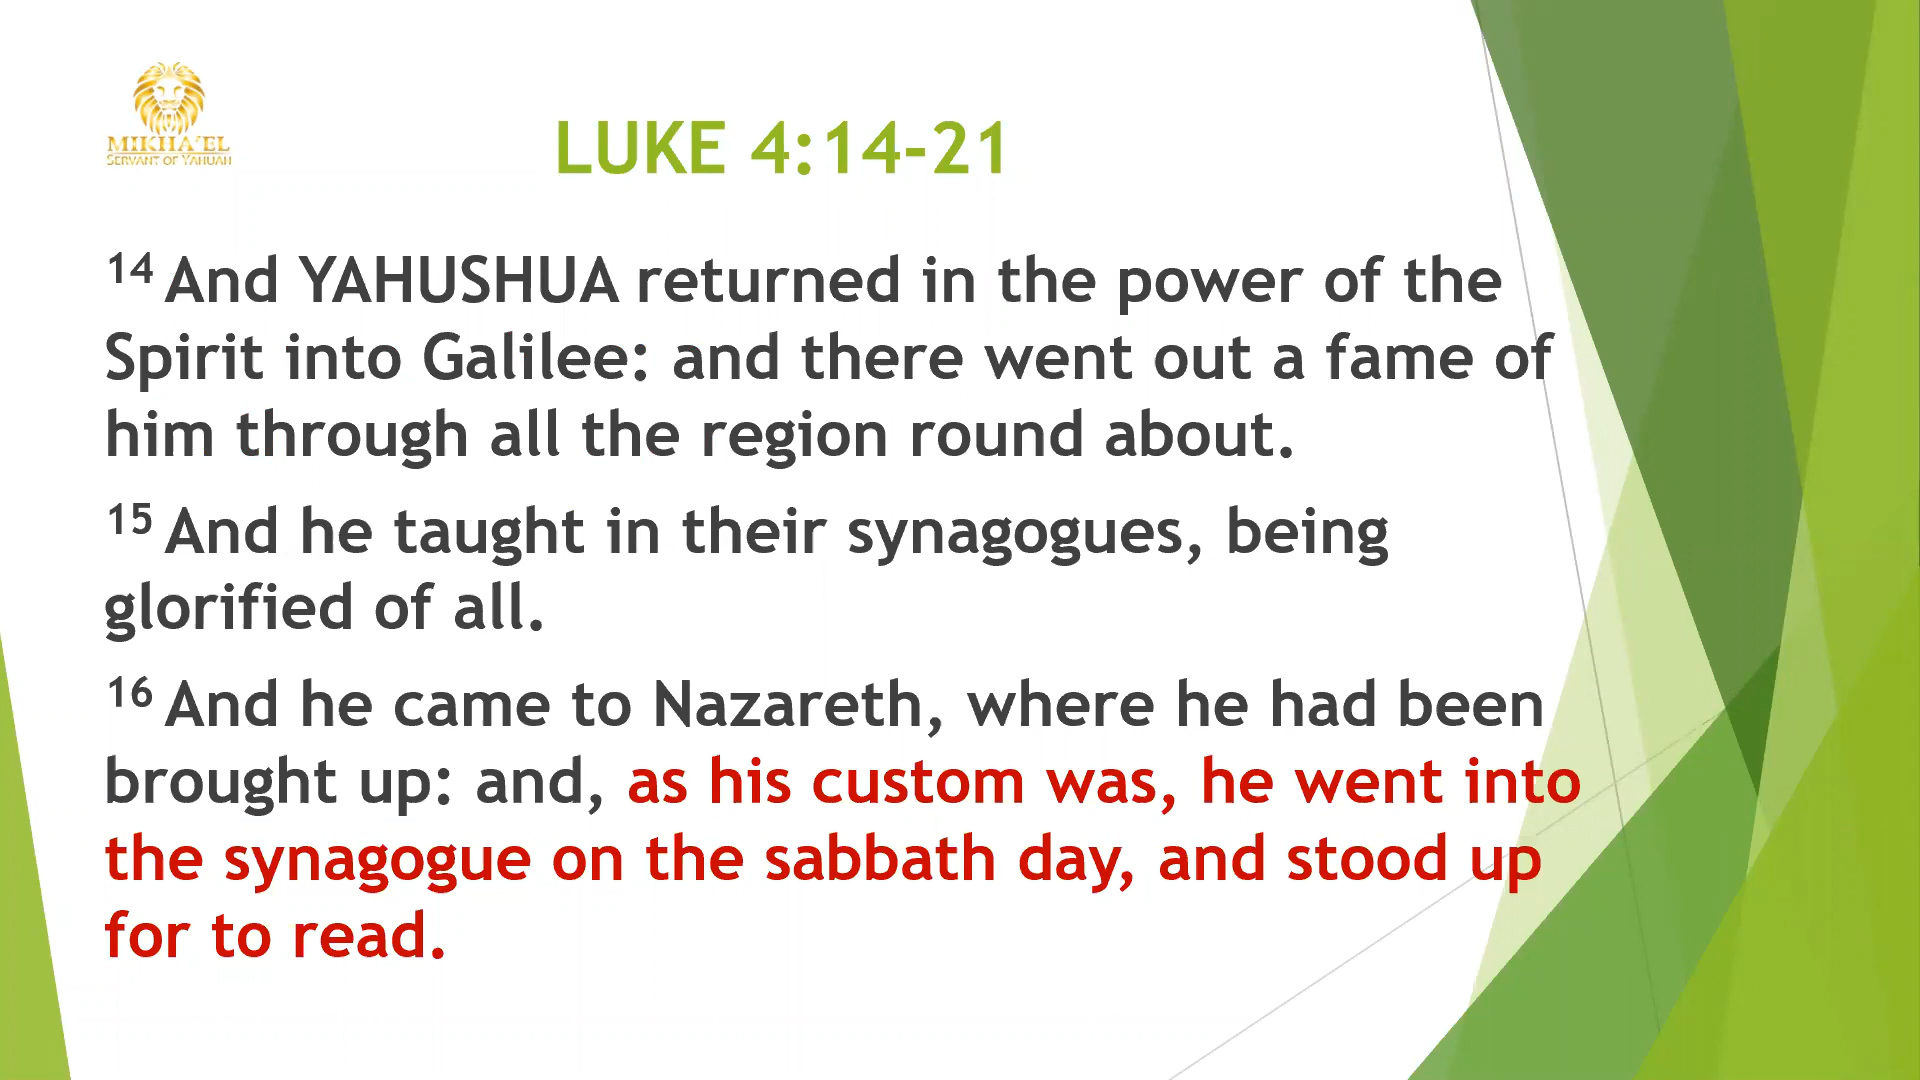 MIKHA'EL
SERVANT OF YAHUAH
LUKE 4:14-21
14 And YAHUSHUA returned in the power of the
Spirit into Galilee: and there went out a fame of
him through all the region round about.
15 And he taught in their synagogues, being
glorified of all.
16 And he came to Nazareth, where he had been
brought up: and, as his custom was, he went into
the synagogue on the sabbath day, and stood up
for to read.